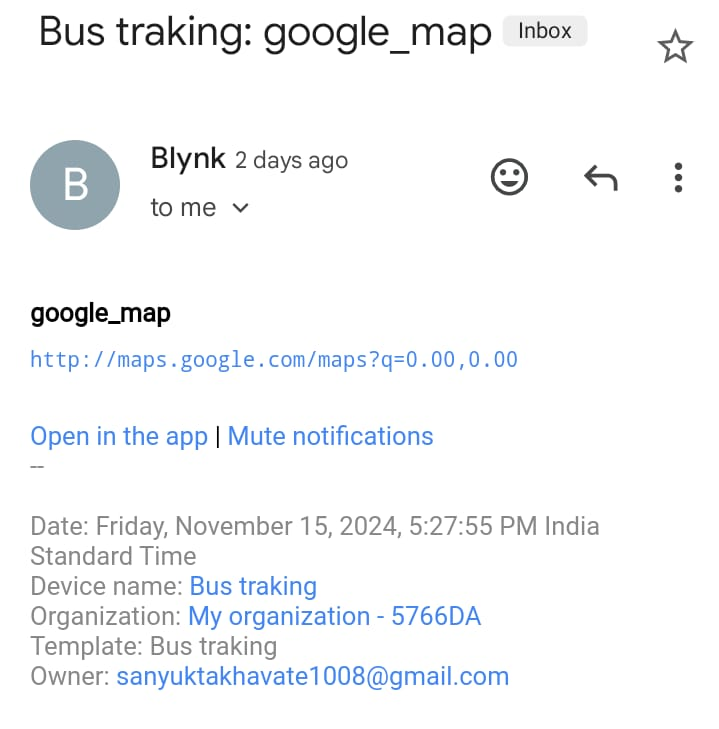 Bus traking: google_map Inbox
B
Blynk 2 days ago
to me
google_map
http://maps.google.com/maps?q=0.00,0.00
Open in the app | Mute notifications
--
Date: Friday, November 15, 2024, 5:27:55 PM India
Standard Time
Device name: Bus traking
Organization: My organization - 5766DA
Template: Bus traking
Owner: sanyuktakhavate1008@gmail.com